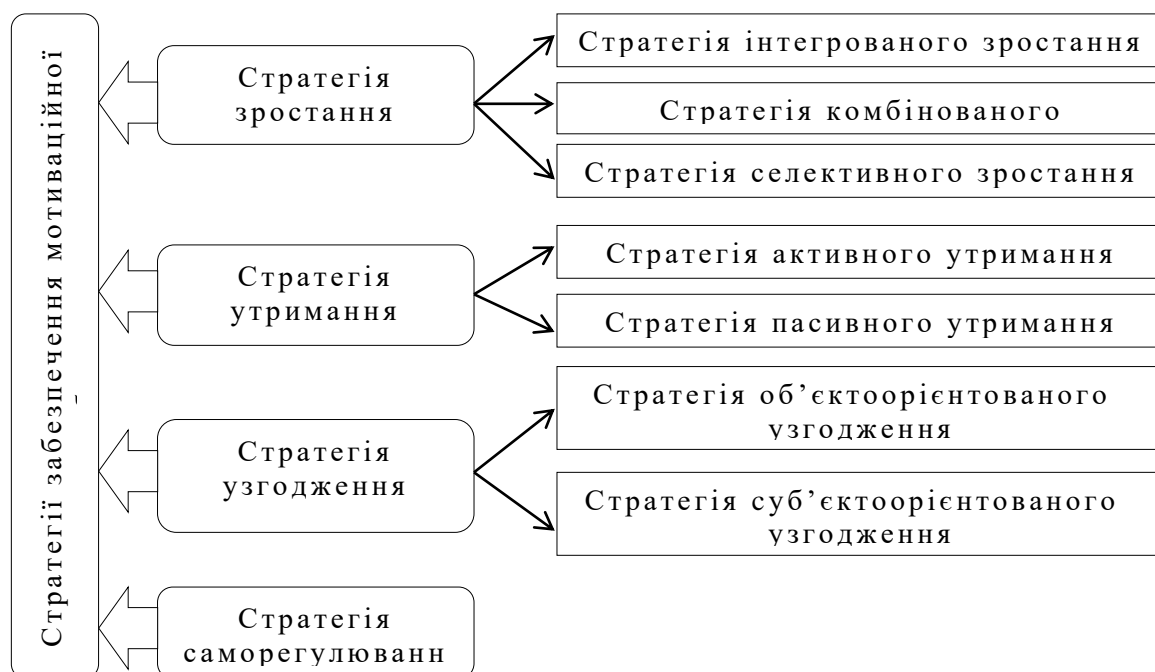 Стратегії забезпечення мотиваційної
Стратегія
зростання
Стратегія інтегрованого зростання
Стратегія комбінованого
Стратегія селективного зростання
Стратегія
утримання
Стратегія активного утримання
Стратегія пасивного утримання
Стратегія
узгодження
Стратегія об’єктоорієнтованого
узгодження
Стратегія суб’єктоорієнтованого
узгодження
Стратегія
саморегулюванн